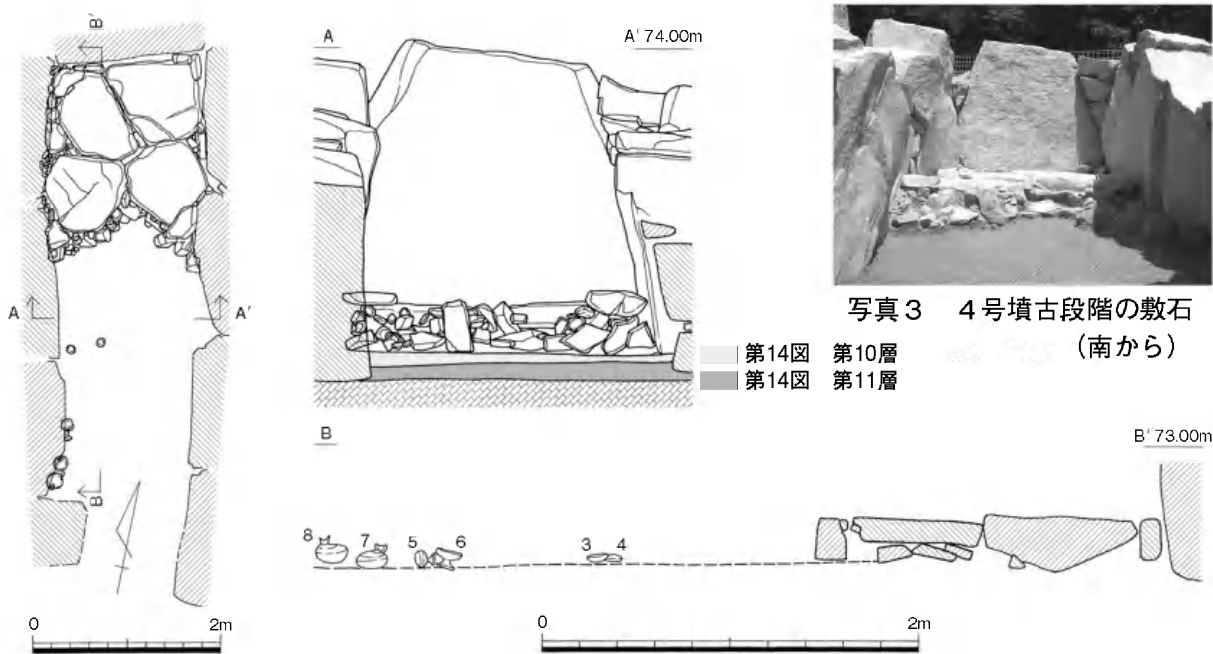 B'
A
A'
B
0
2m
A
A' 74.00m
第14図 第10層
第14図 第11層
写真3 4号墳古段階の敷石
(南から)
B
B' 73.00m
8
7
5
6
3
4
0
2m